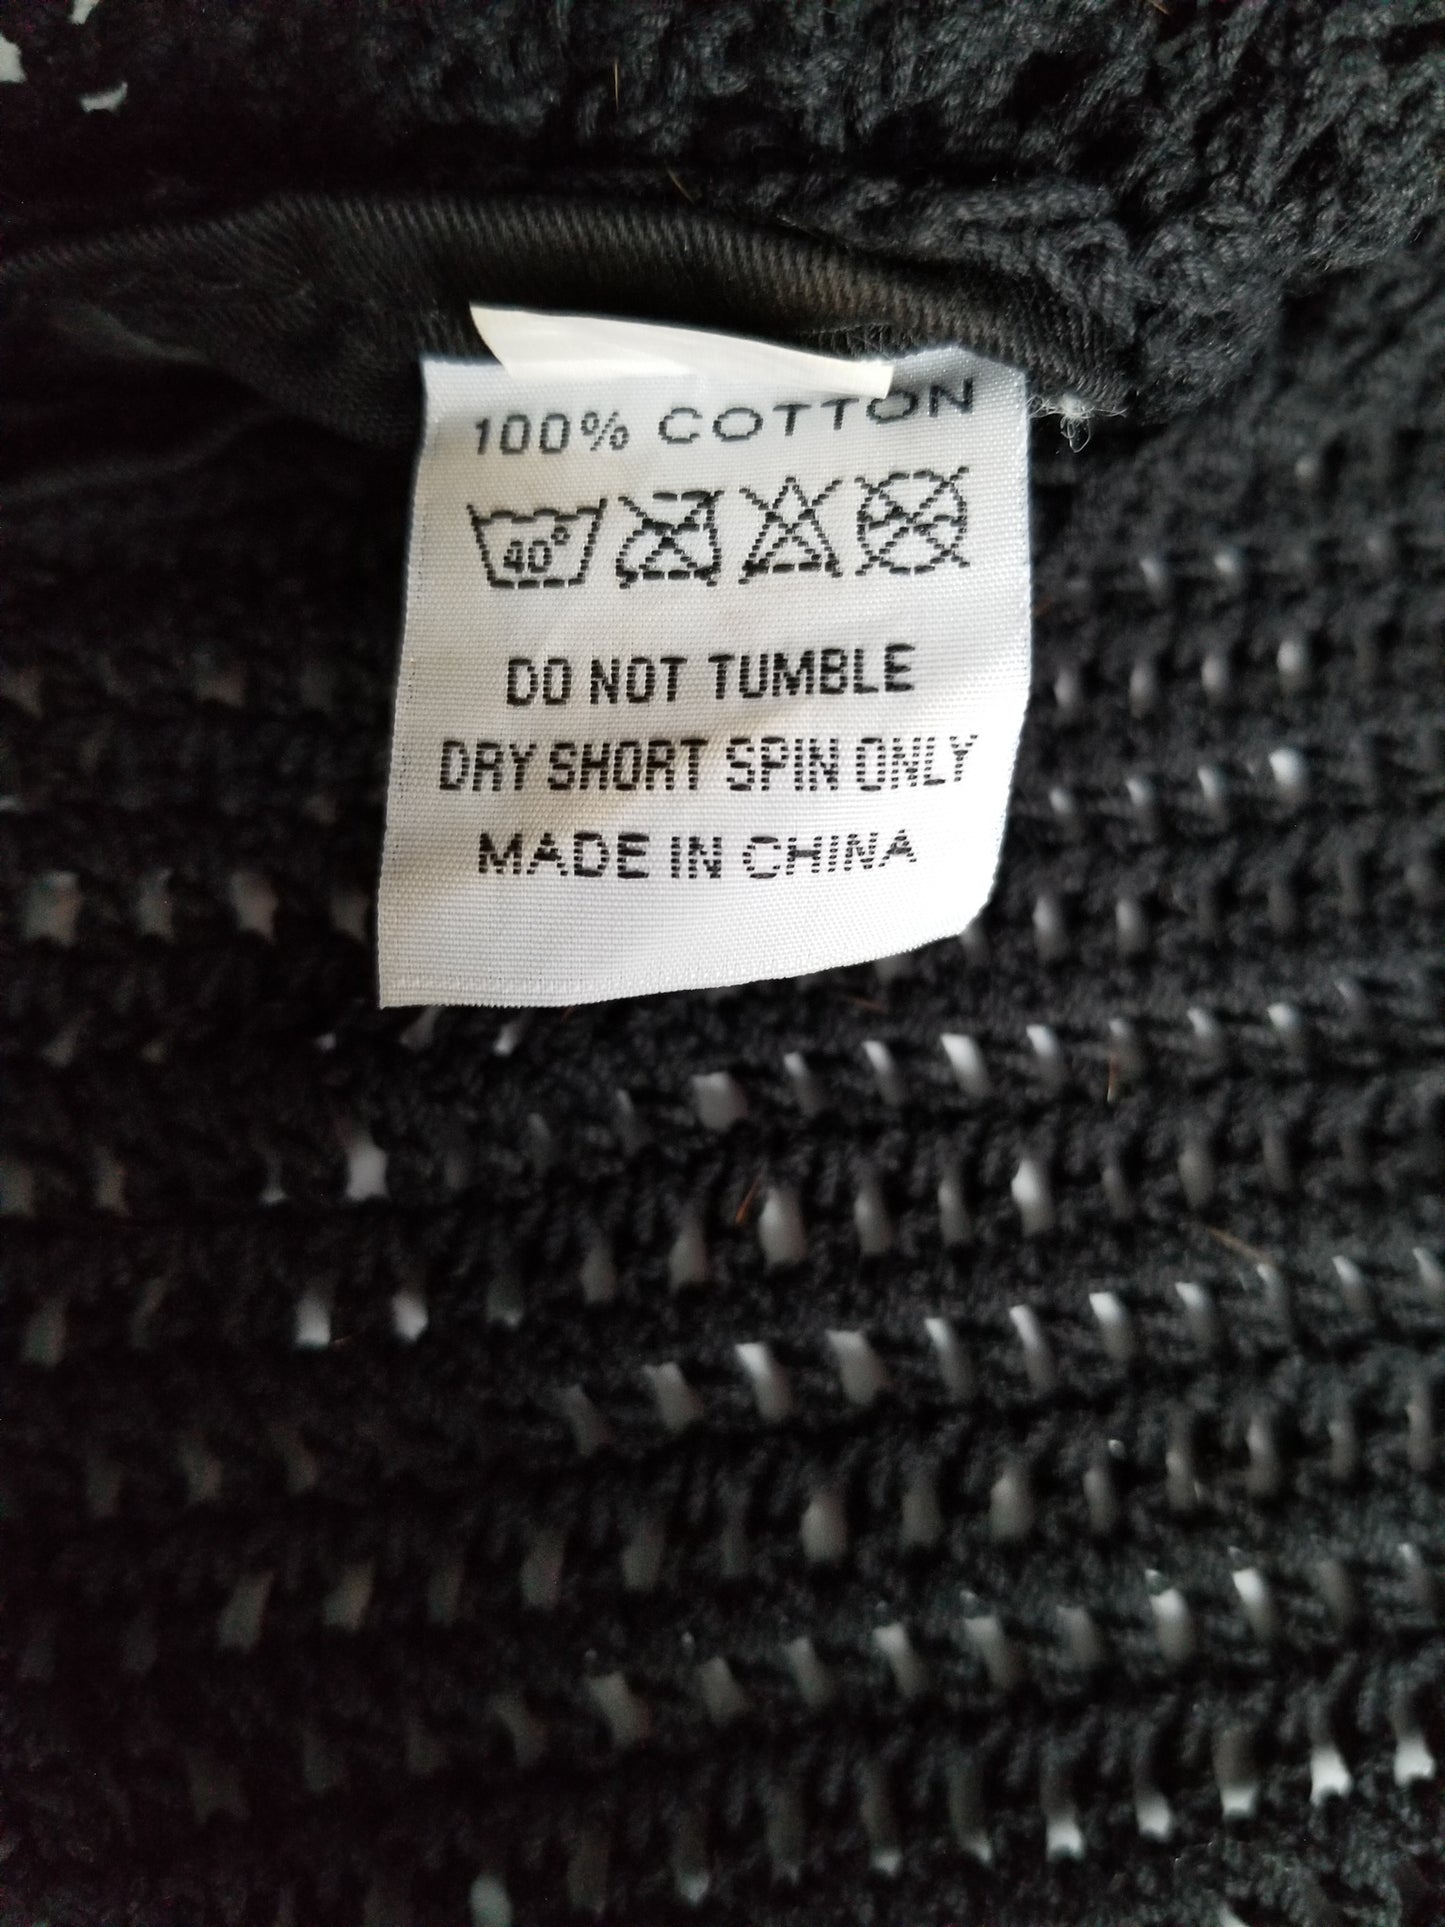 100% COTTON
40°
DO NOT TUMBLE
DRY SHORT SPIN ONLY
MADE IN CHINA